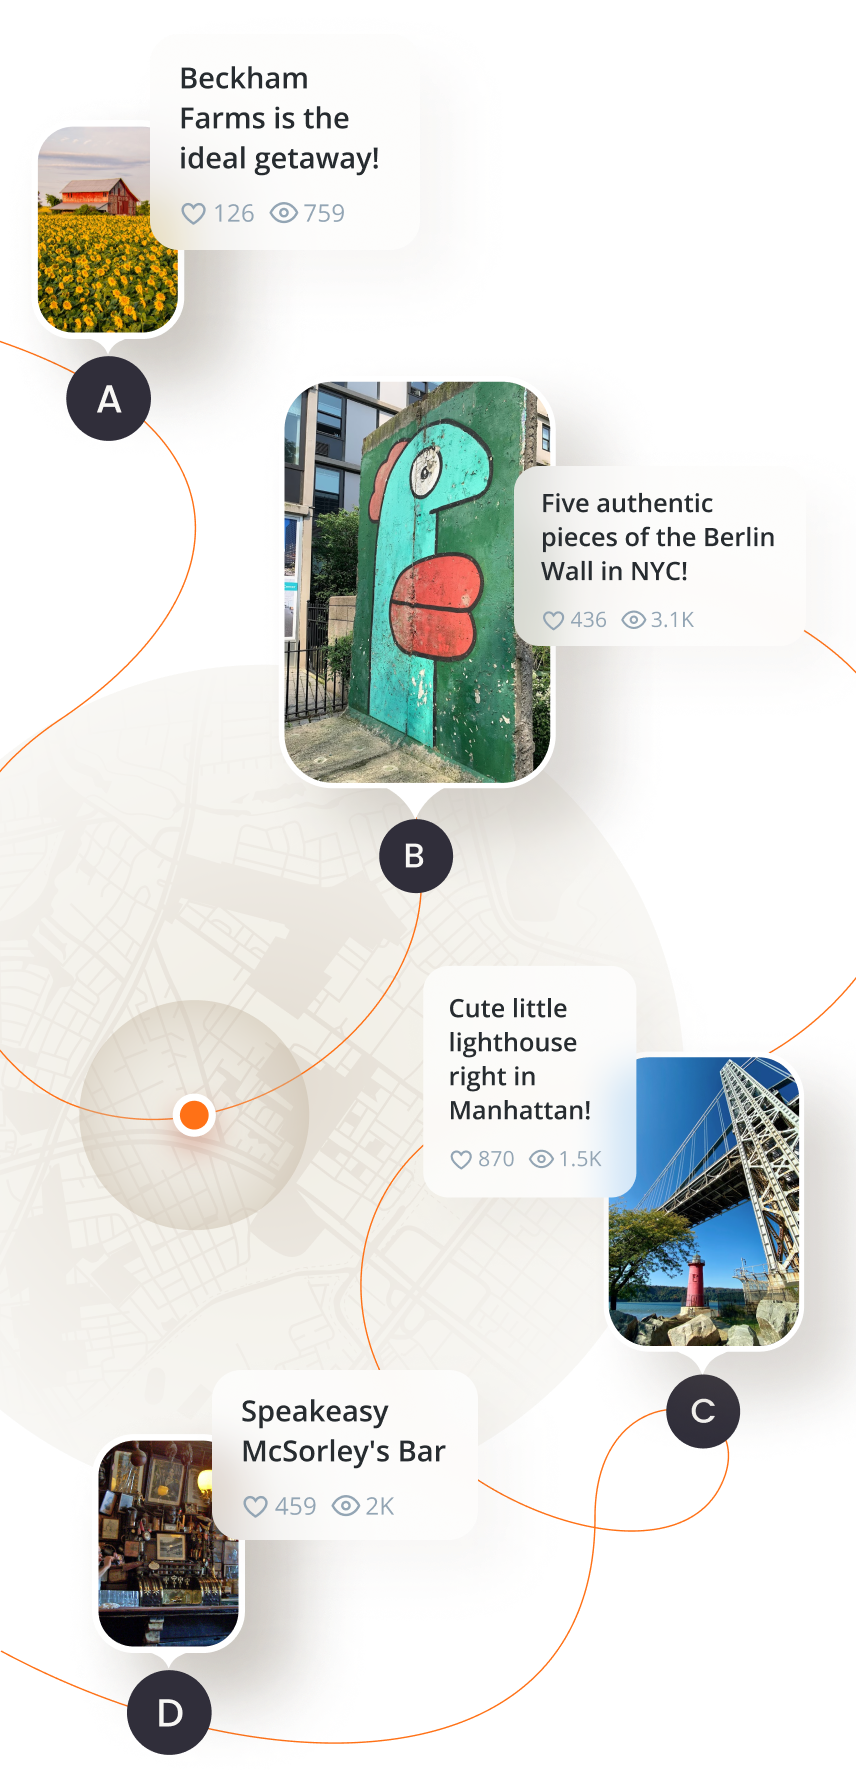 Beckham
Farms is the
ideal getaway!
126 759
A
Five authentic
pieces of the Berlin
Wall in NYC!
436 3.1K
B
Cute little
lighthouse
right in
Manhattan!
870 1.5K
C
Speakeasy
McSorley's Bar
459 2K
D